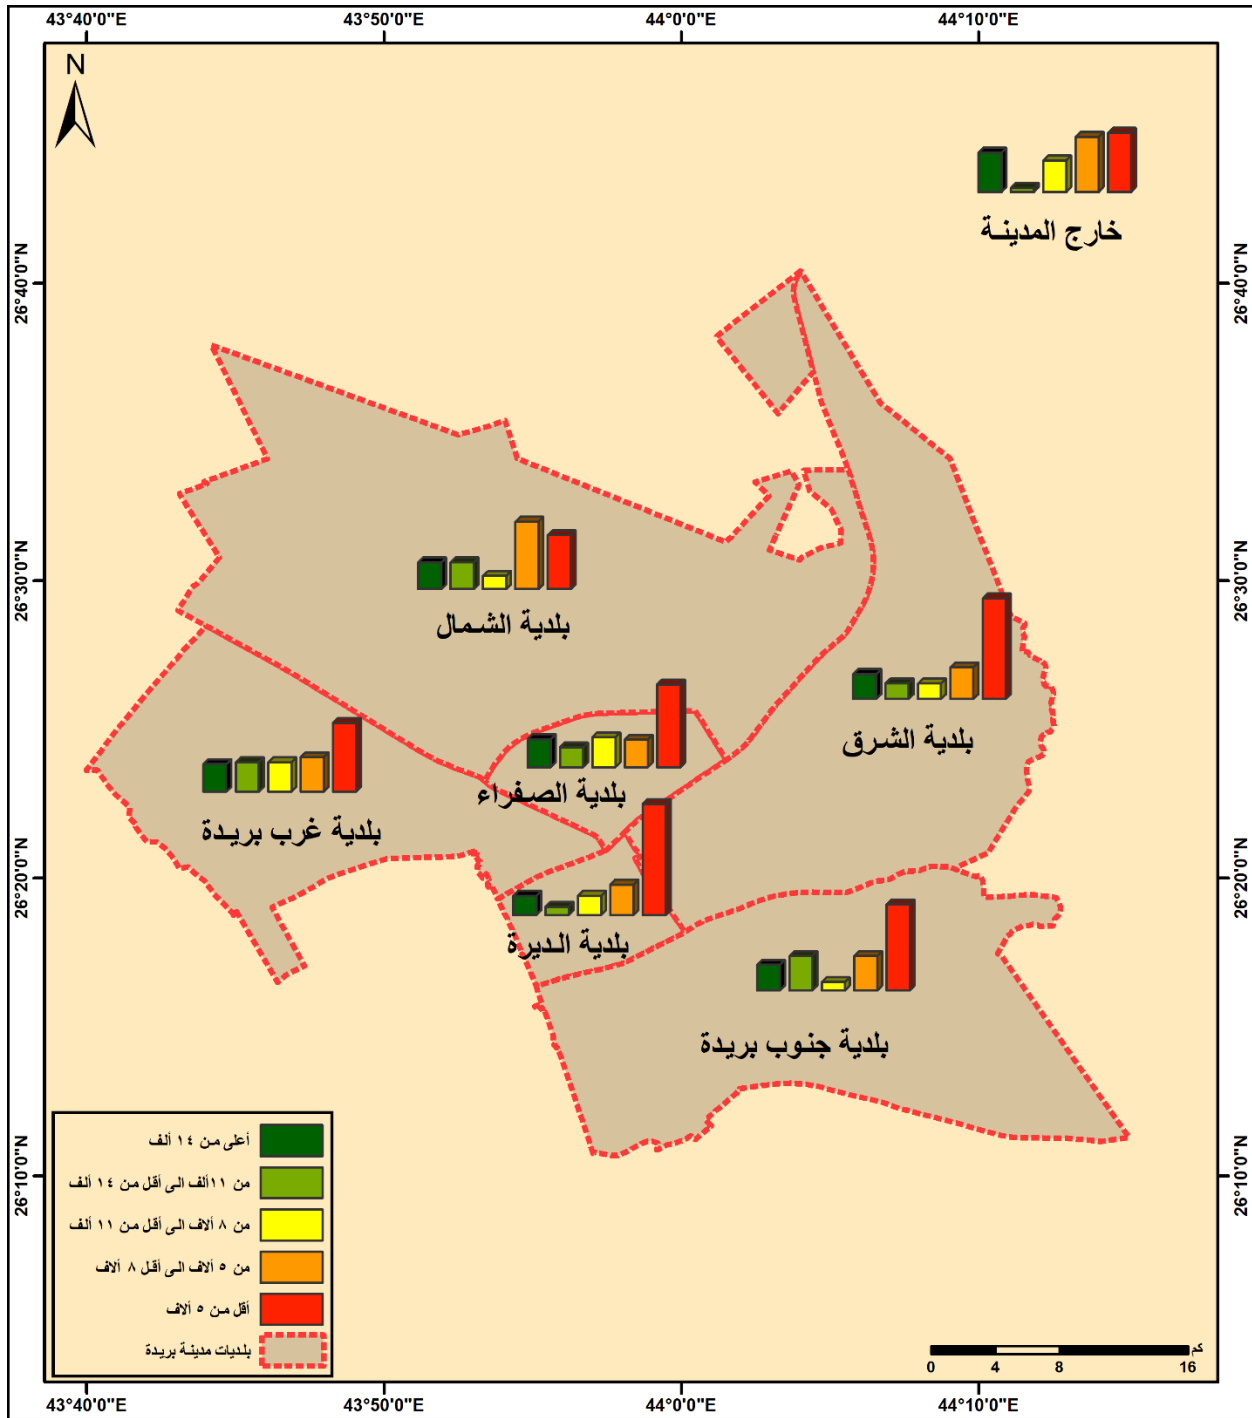 43°40'0"E 43°50'0"E 44°0'0"E 44°10'0"E
N
خارج المدينة
26°40'0"N 26°40'0"N
26°30'0"N 26°30'0"N
بلدية الشمال
بلدية الشرق
بلدية الصفراء
بلدية غرب بريدة
26°20'0"N 26°20'0"N
بلدية الديرة
بلدية جنوب بريدة
26°10'0"N 26°10'0"N
أعلى من ١٤ ألف
من ١١ألف الى أقل من ١٤ ألف
من ٨ ألاف الى أقل من ١١ ألف
من ٥ ألاف الى أقل ٨ ألاف
أقل من ٥ ألاف
بلديات مدينة بريدة
كم
0 4 8 16
43°40'0"E 43°50'0"E 44°0'0"E 44°10'0"E